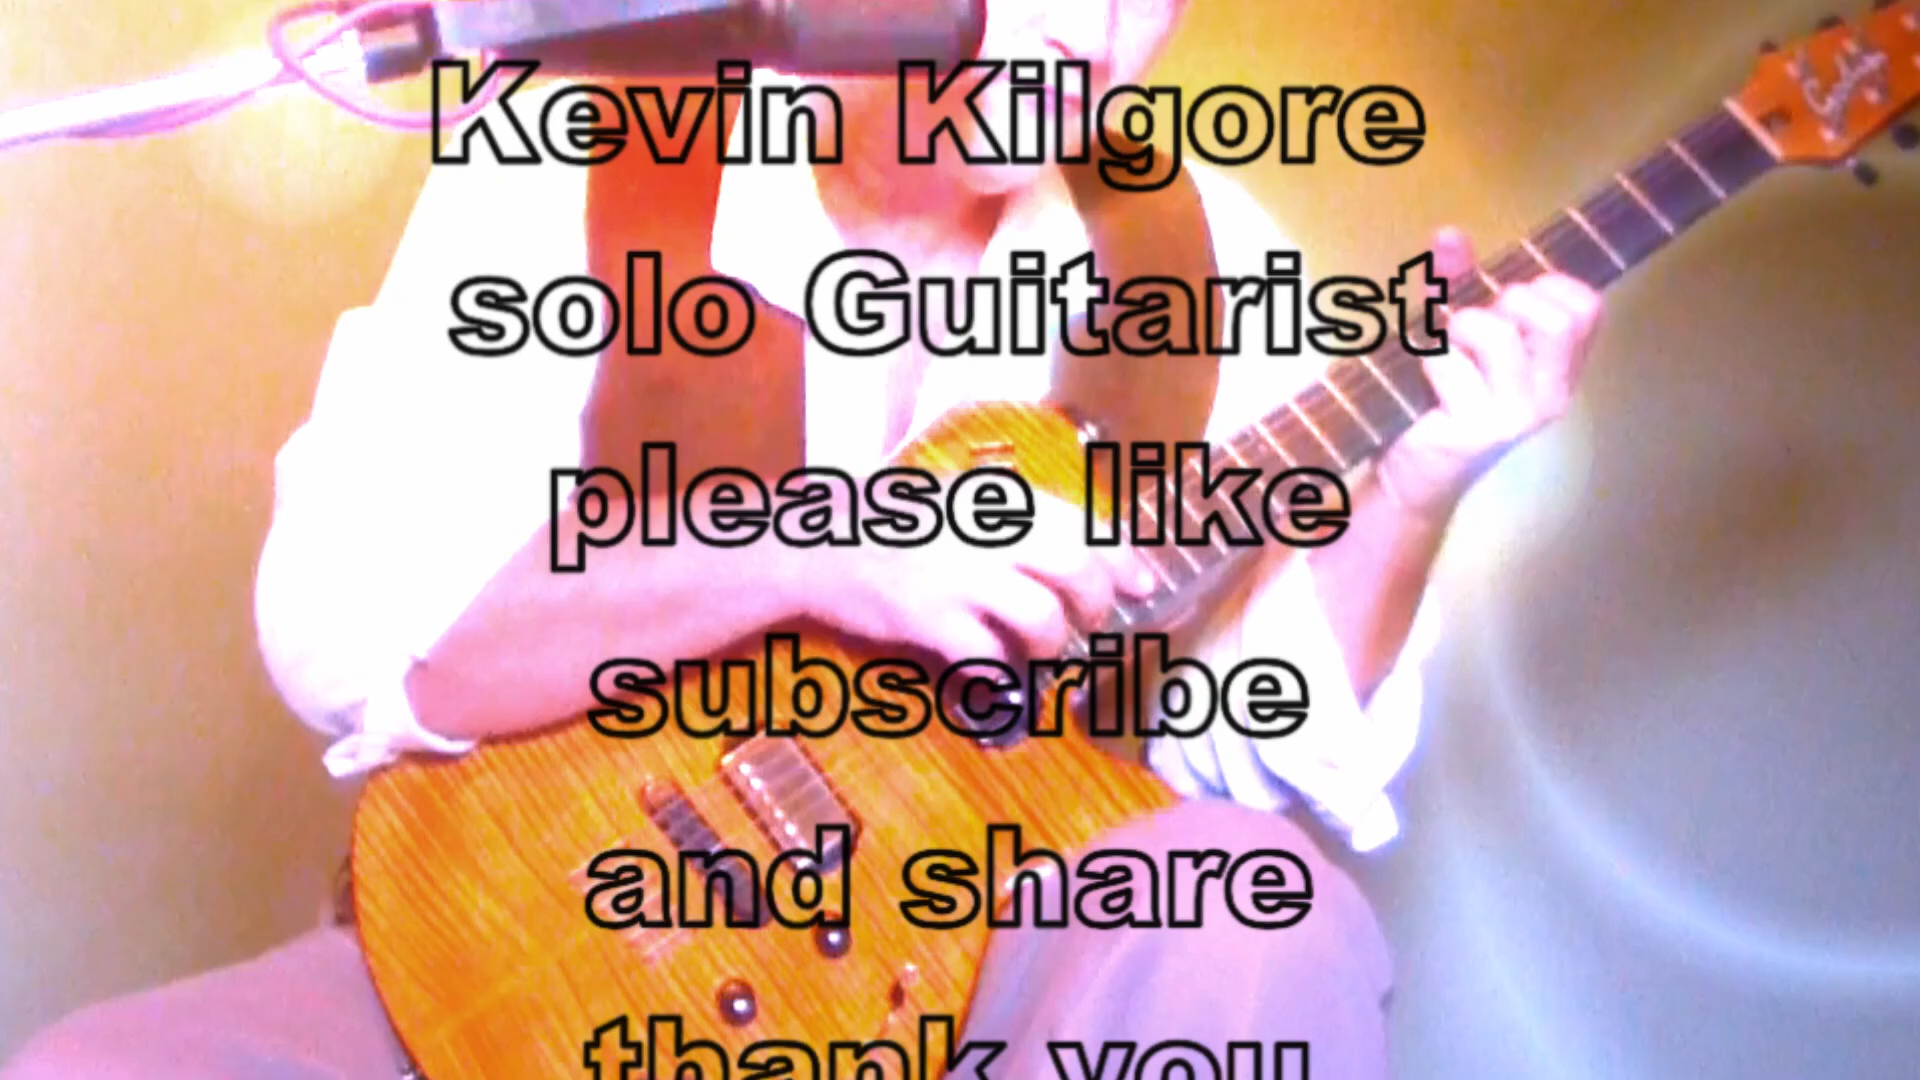 Kevin Kilgore
solo Guitarist
please like
subscribe
and share
thank you